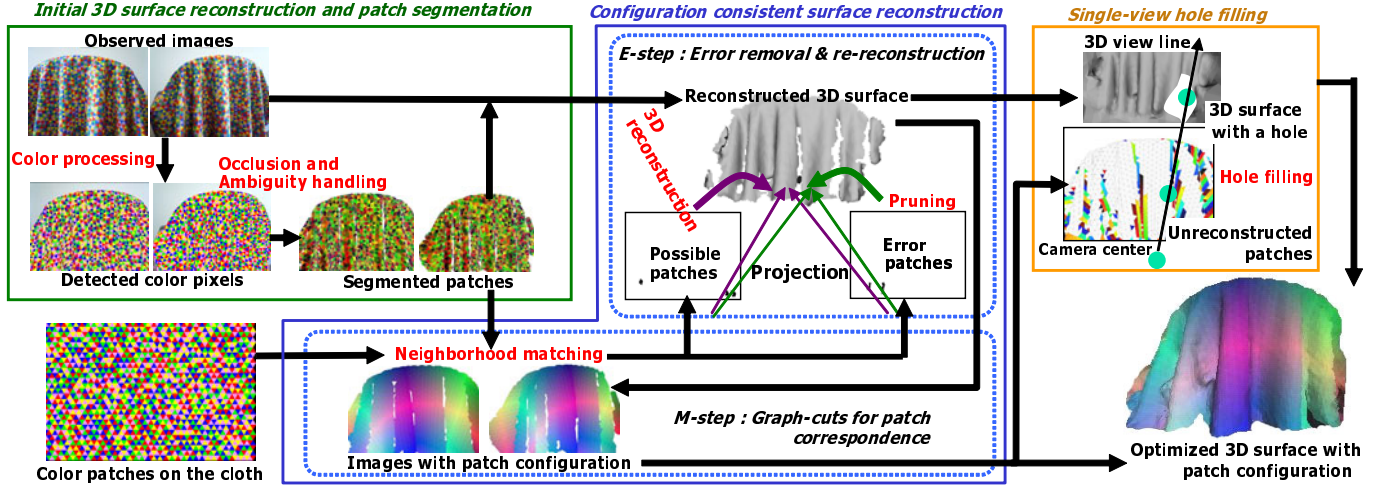 Initial 3D surface reconstruction and patch segmentation
Observed images
Color processing
Occlusion and
Ambiguity handling
Detected color pixels
Segmented patches
Color patches on the cloth
Configuration consistent surface reconstruction
E-step : Error removal & re-reconstruction
Reconstructed 3D surface
3D
reconstruction
Pruning
Possible
patches
Projection
Error
patches
Neighborhood matching
M-step : Graph-cuts for patch
correspondence
Images with patch configuration
Single-view hole filling
3D view line
3D surface
with a hole
Hole filling
Camera center
Unreconstructed
patches
Optimized 3D surface with
patch configuration